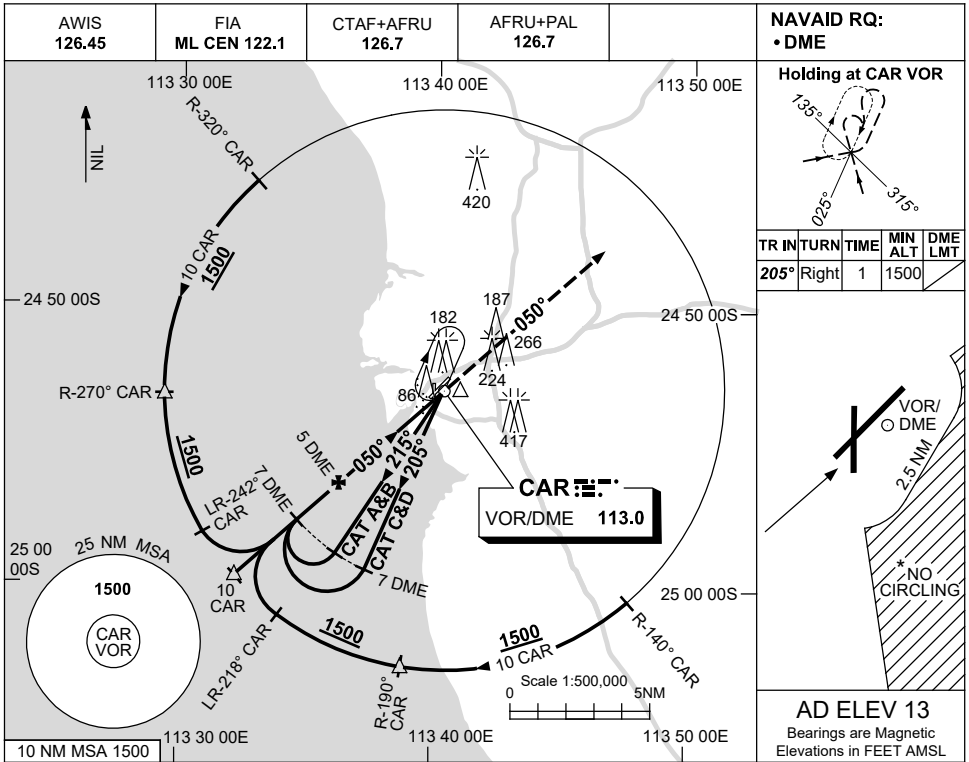 AWIS
126.45
FIA
ML CEN 122.1
CTAF+AFRU
126.7
AFRU+PAL
126.7
NAVAID RQ:
• DME
113 30 00E
113 40 00E
113 50 00E
NIL
R-320° CAR
10 CAR
1500
420
24 50 00S
24 50 00S
187
050°
182
266
224
86
417
R-270° CAR
1500
5 DME
050°
215°
205°
7 DME
LR-242°
CAR
CAT A&B
CAT C&D
CAR
VOR/DME 113.0
25 00
00S
25 NM MSA
1500
CAR
VOR
10
CAR
7 DME
25 00 00S
LR-218° CAR
1500
R-190°
CAR
1500
10 CAR
R-140° CAR
Scale 1:500,000
0 5NM
113 30 00E
113 40 00E
113 50 00E
10 NM MSA 1500
Holding at CAR VOR
135°
025°
315°
TR IN TURN TIME MIN ALT DME LMT
205° Right 1 1500
VOR/
DME
2.5 NM
*NO
CIRCLING
AD ELEV 13
Bearings are Magnetic
Elevations in FEET AMSL